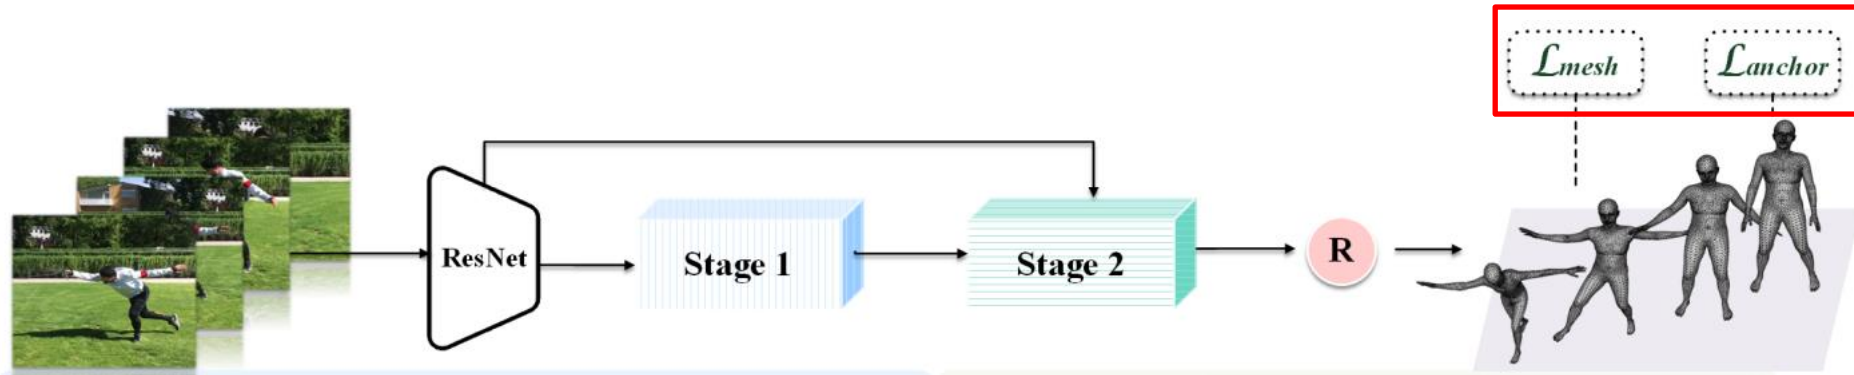 ℒmesh
ℒanchor
ResNet
Stage 1
Stage 2
R